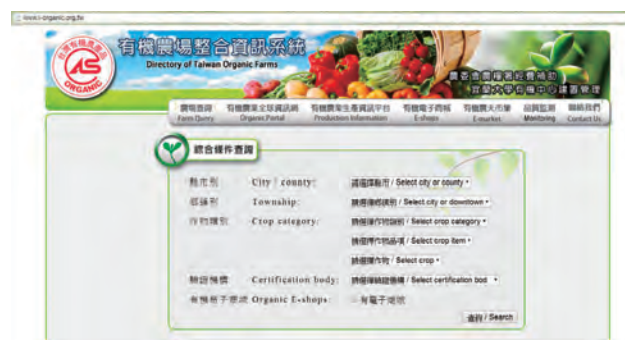 有機農場整合資訊系統
Directory of Taiwan Organic Farms
ORGANIC
農委會農糧署經費補助
宜蘭大學有機中心建置管理
農場查詢 有機農業全球資訊網 有機農業生產資訊平台 有機電子商城 有機農夫市集 品質監測 聯絡我們
Farm Query Organic Portal Production Information E-shops E-market Monitoring Contact Us
綜合條件查詢
縣市別 City / county: 請選擇縣市 / Select city or county
鄉鎮別 Township: 請選擇鄉鎮別 / Select city or downtown
作物類別 Crop category: 請選擇作物類別 / Select crop category
請選擇作物品項 / Select crop item
請選擇作物 / Select crop
驗證機構 Certification body: 請選擇驗證機構 / Select certification bod
有機電子商城 Organic E-shops: 有電子商城
查詢 / Search